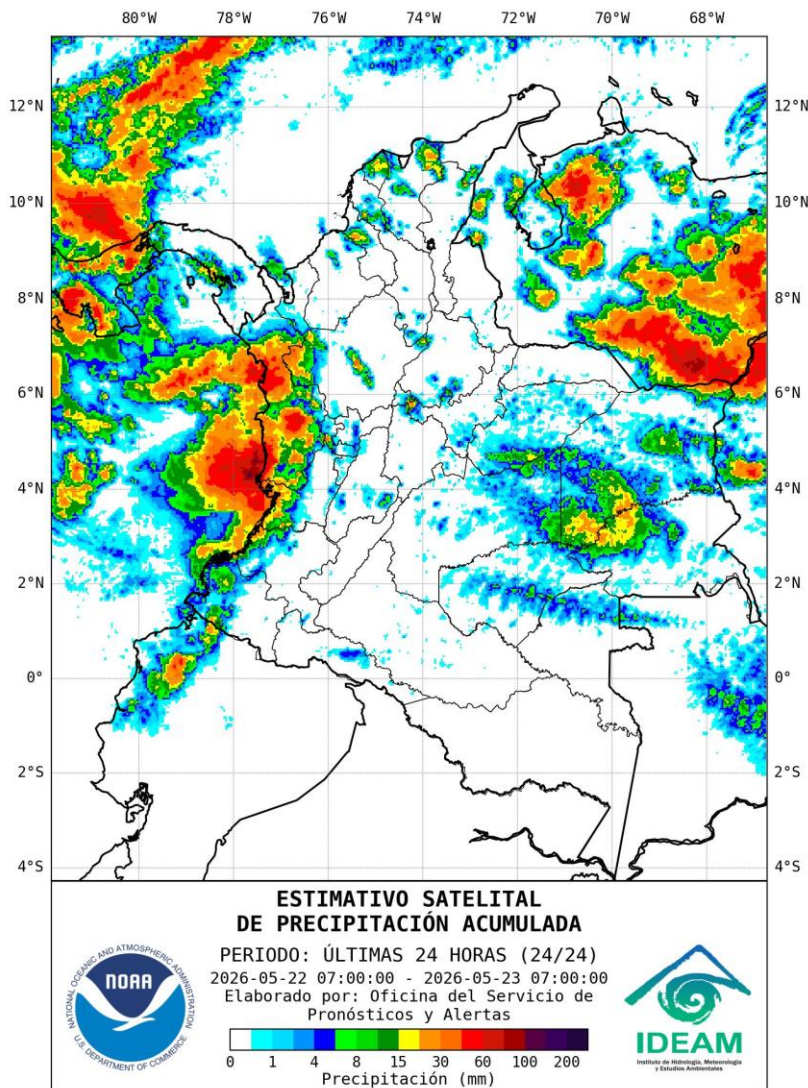 80°W 78°W 76°W 74°W 72°W 70°W 68°W
12°N 12°N
10°N 10°N
8°N 8°N
6°N 6°N
4°N 4°N
2°N 2°N
0° 0°
2°S 2°S
4°S 4°S
ESTIMATIVO SATELITAL
DE PRECIPITACIÓN ACUMULADA
PERIODO: ÚLTIMAS 24 HORAS (24/24)
2026-05-22 07:00:00 - 2026-05-23 07:00:00
Elaborado por: Oficina del Servicio de
Pronósticos y Alertas
0 1 4 8 15 30 60 100 200
Precipitación (mm)
NATIONAL OCEANIC AND ATMOSPHERIC ADMINISTRATION
NOAA
U.S. DEPARTMENT OF COMMERCE
IDEAM
Instituto de Hidrología, Meteorología
y Estudios Ambientales